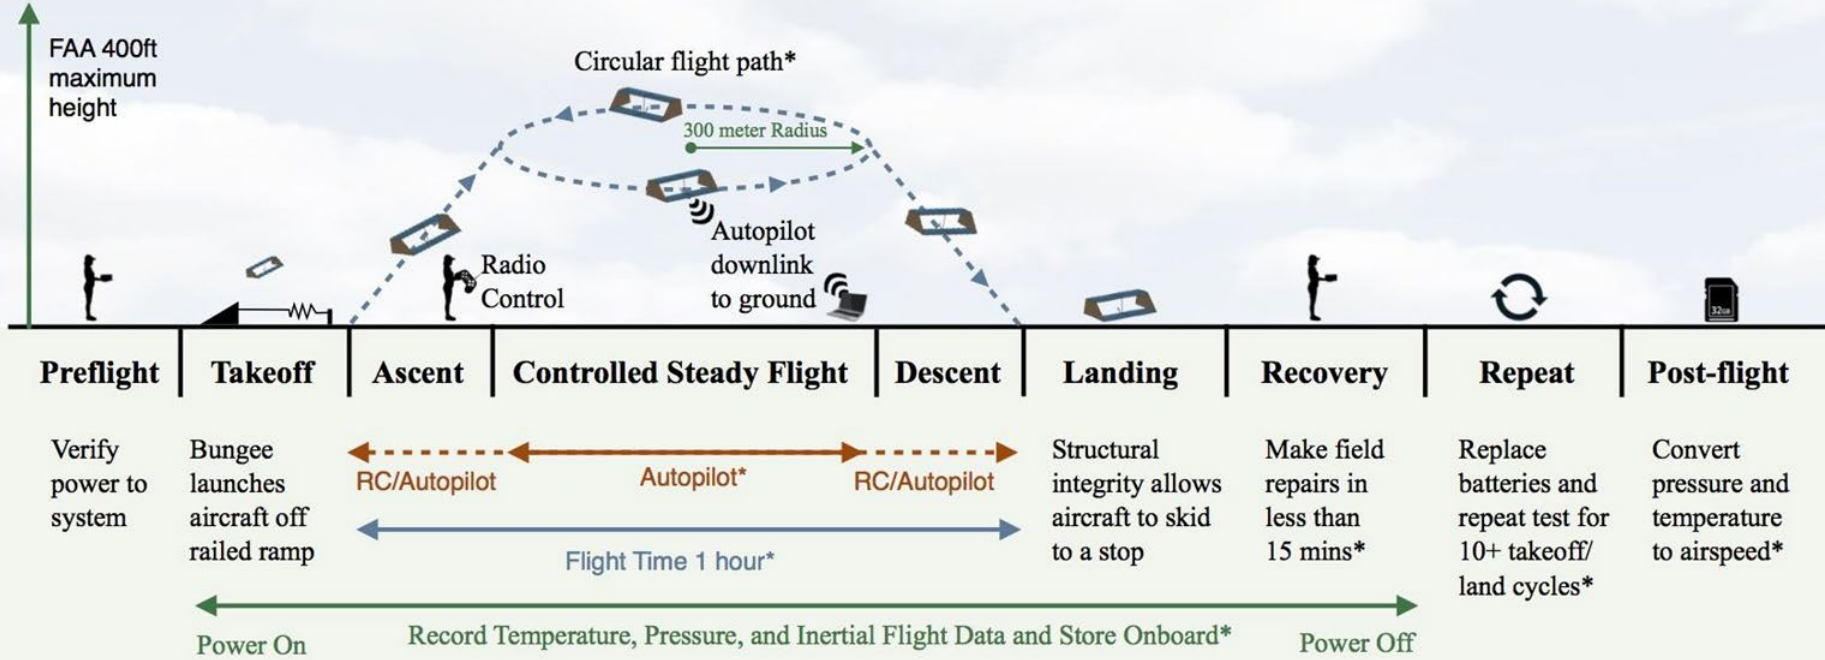 FAA 400ft
maximum
height
Circular flight path*
300 meter Radius
Radio
Control
Autopilot
downlink
to ground
32GB
Preflight
Takeoff
Ascent
Controlled Steady Flight
Descent
Landing
Recovery
Repeat
Post-flight
Verify
power to
system
Bungee
launches
aircraft off
railed ramp
RC/Autopilot
Autopilot*
RC/Autopilot
Flight Time 1 hour*
Structural
integrity allows
aircraft to skid
to a stop
Make field
repairs in
less than
15 mins*
Replace
batteries and
repeat test for
10+ takeoff/
land cycles*
Convert
pressure and
temperature
to airspeed*
Power On
Record Temperature, Pressure, and Inertial Flight Data and Store Onboard*
Power Off